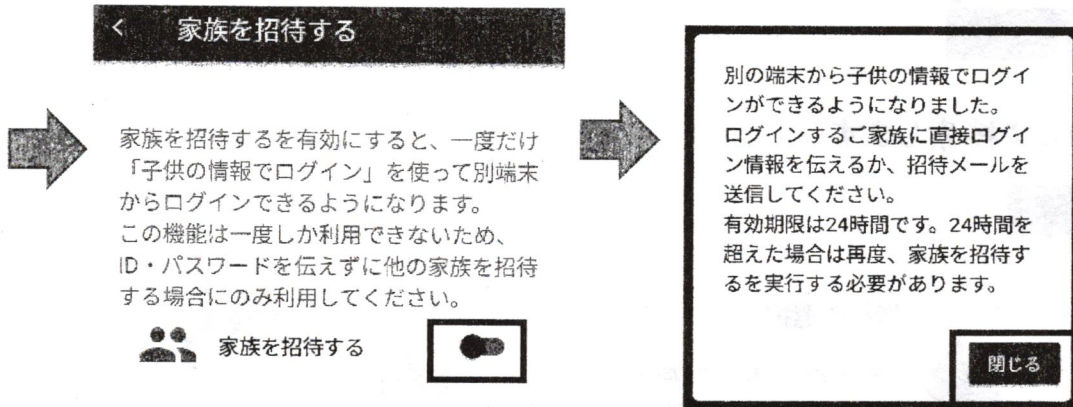 < 家族を招待する
家族を招待するを有効にすると、一度だけ
「子供の情報でログイン」を使って別端末
からログインできるようになります。
この機能は一度しか利用できないため、
ID・パスワードを伝えずに他の家族を招待
する場合にのみ利用してください。
家族を招待する
別の端末から子供の情報でログイ
ンができるようになりました。
ログインするご家族に直接ログイ
ン情報を伝えるか、招待メールを
送信してください。
有効期限は24時間です。24時間を
超えた場合は再度、家族を招待す
るを実行する必要があります。
閉じる